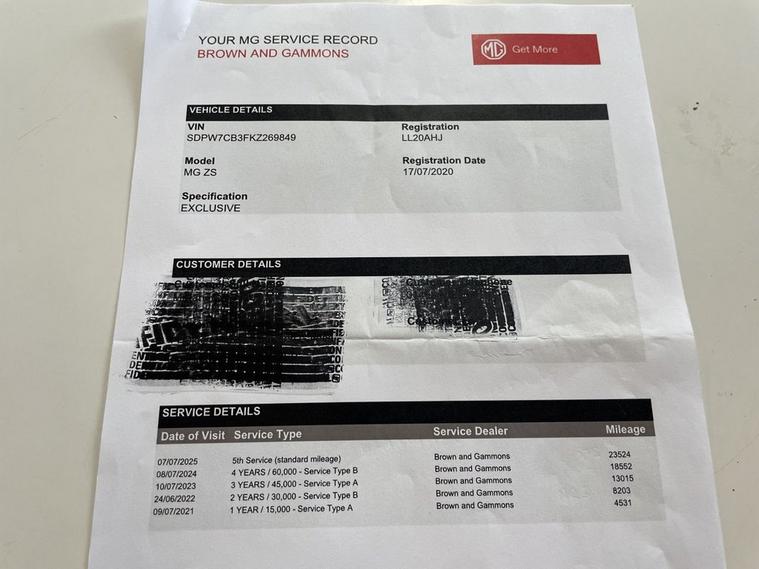 YOUR MG SERVICE RECORD
BROWN AND GAMMONS
MG Get More
VEHICLE DETAILS
VIN Registration
SDPW7CB3FKZ269849 LL20AHJ
Model Registration Date
MG ZS 17/07/2020
Specification
EXCLUSIVE
CUSTOMER DETAILS
SERVICE DETAILS
Date of Visit Service Type Service Dealer Mileage
07/07/2025 5th Service (standard mileage) Brown and Gammons 23524
08/07/2024 4 YEARS / 60,000 - Service Type B Brown and Gammons 18552
10/07/2023 3 YEARS / 45,000 - Service Type A Brown and Gammons 13015
24/06/2022 2 YEARS / 30,000 - Service Type B Brown and Gammons 8203
09/07/2021 1 YEAR / 15,000 - Service Type A Brown and Gammons 4531